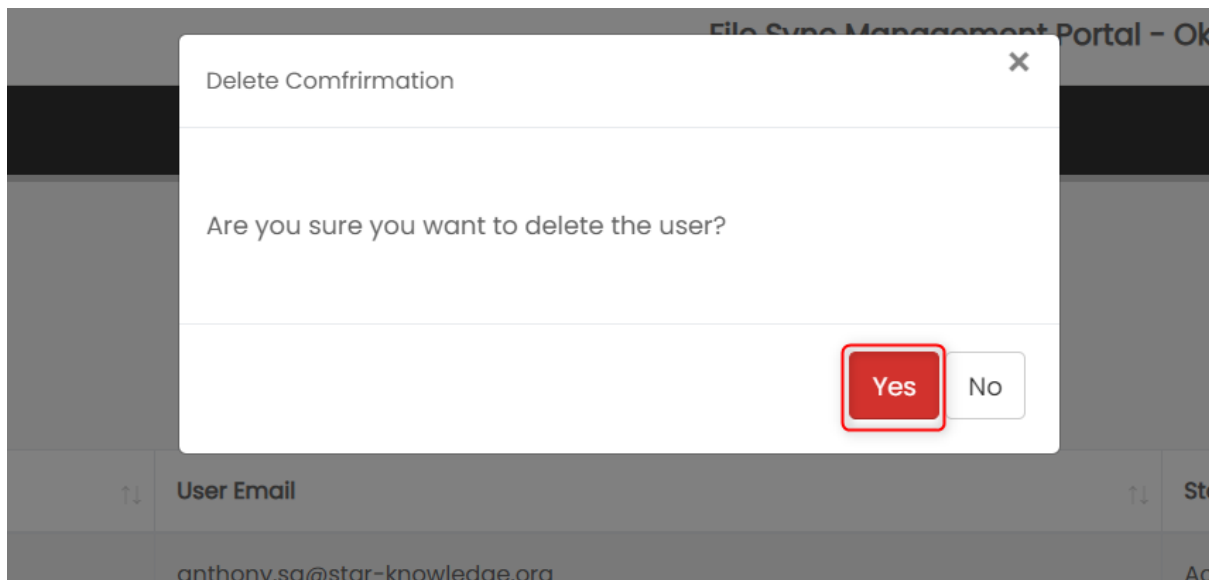 File Sync Management Portal - Ok
Delete Comfrirmation
×
Are you sure you want to delete the user?
Yes No
User Email
anthony.sg@star-knowledge.org